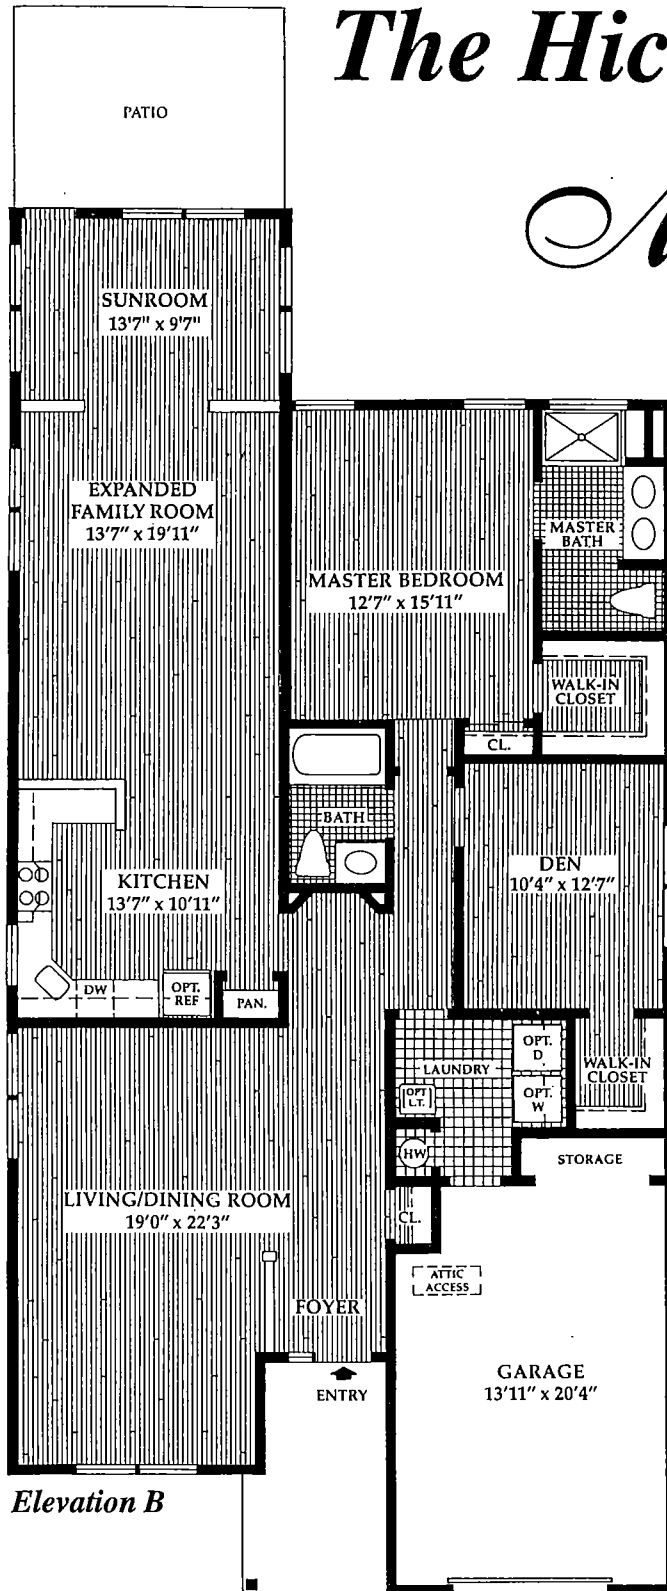 The Hic
PATIO
SUNROOM
13'7" x 9'7"
EXPANDED
FAMILY ROOM
13'7" x 19'11"
MASTER BEDROOM
12'7" x 15'11"
MASTER
BATH
WALK-IN
CLOSET
CL.
BATH
DEN
10'4" x 12'7"
KITCHEN
13'7" x 10'11"
DW
OPT.
REF
PAN.
LAUNDRY
OPT.
D
OPT.
W
OPT
L.T.
WALK-IN
CLOSET
HW
STORAGE
LIVING/DINING ROOM
19'0" x 22'3"
CL.
ATTIC
ACCESS
FOYER
ENTRY
GARAGE
13'11" x 20'4"
Elevation B